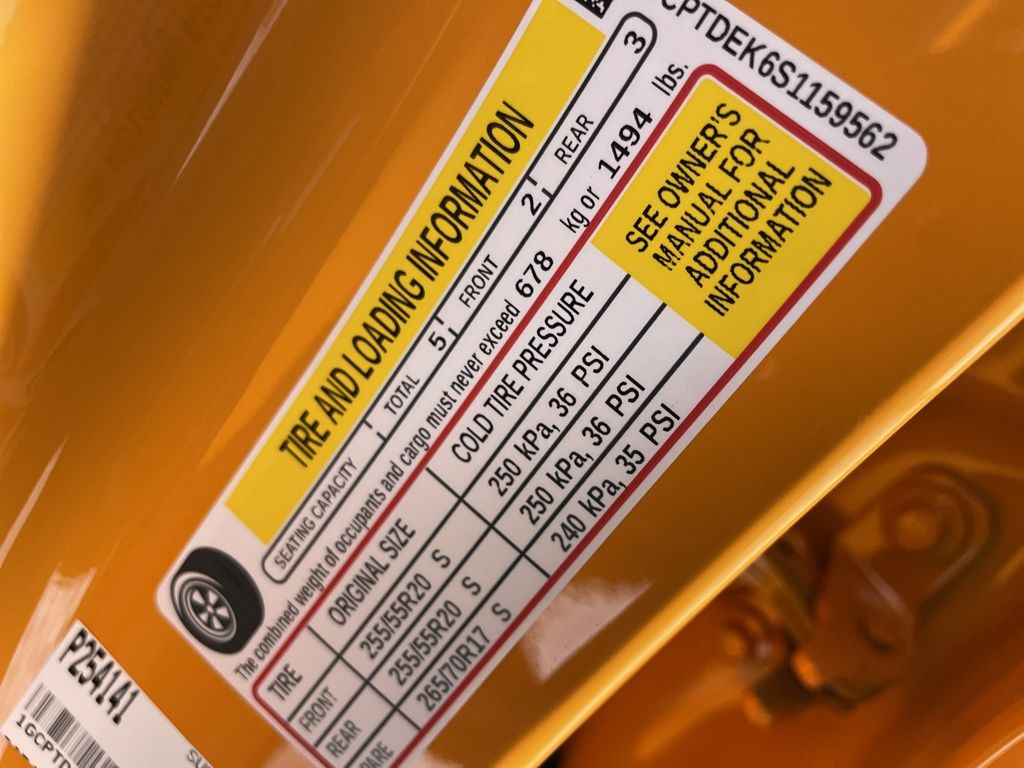 CPTDEK6S1159562
TIRE AND LOADING INFORMATION
SEATING CAPACITY TOTAL 5 FRONT 2 REAR 3
The combined weight of occupants and cargo must never exceed 678 kg or 1494 lbs.
TIRE ORIGINAL SIZE COLD TIRE PRESSURE
FRONT 255/55R20 S 250 kPa, 36 PSI
REAR 255/55R20 S 250 kPa, 36 PSI
PARE 265/70R17 S 240 kPa, 35 PSI
SEE OWNER'S
MANUAL FOR
ADDITIONAL
INFORMATION
P254141
1GCPTD